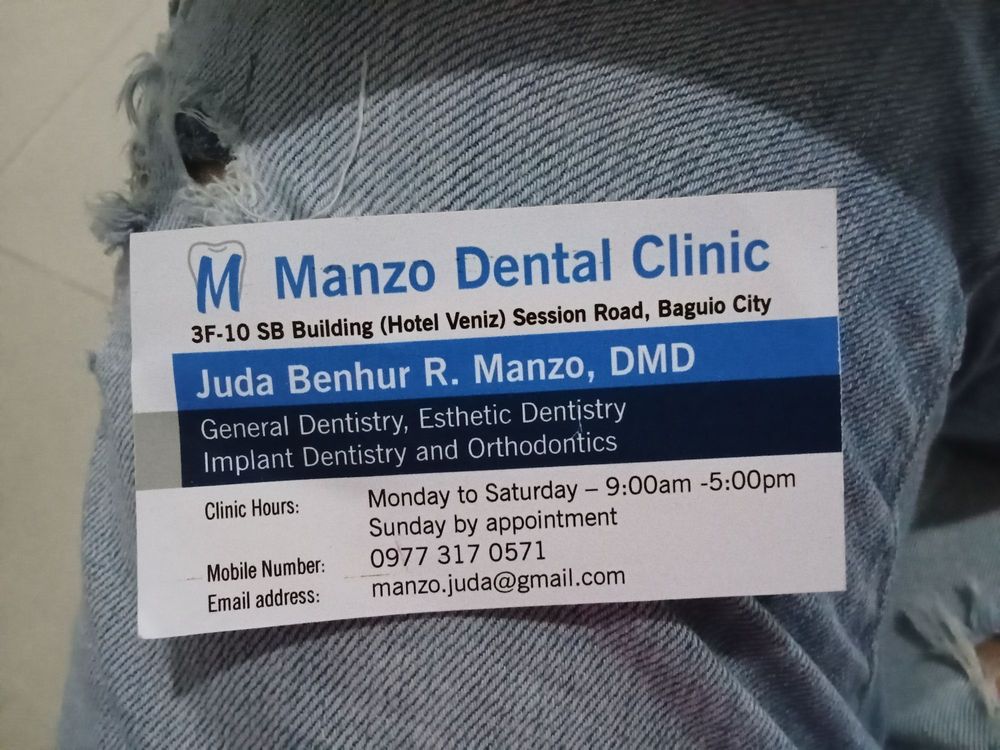 M Manzo Dental Clinic
3F-10 SB Building (Hotel Veniz) Session Road, Baguio City
Juda Benhur R. Manzo, DMD
General Dentistry, Esthetic Dentistry
Implant Dentistry and Orthodontics
Clinic Hours: Monday to Saturday – 9:00am -5:00pm
Sunday by appointment
Mobile Number: 0977 317 0571
Email address: manzo.juda@gmail.com